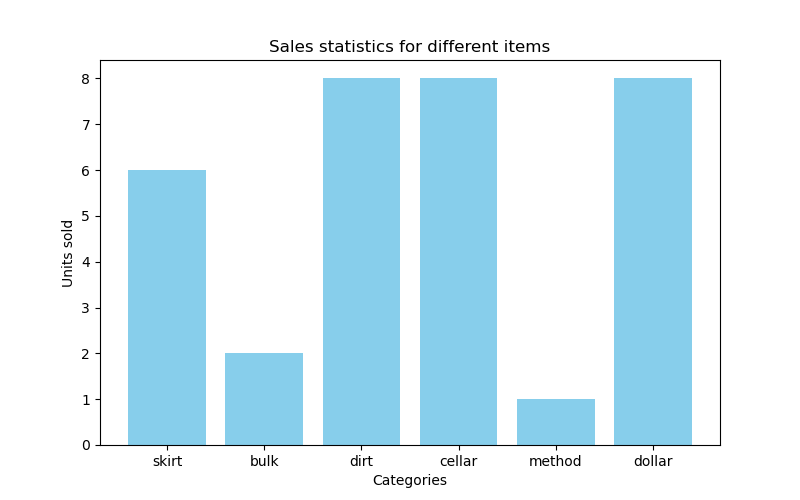 Sales statistics for different items
Units sold
8
7
6
5
4
3
2
1
0
skirt bulk dirt cellar method dollar
Categories